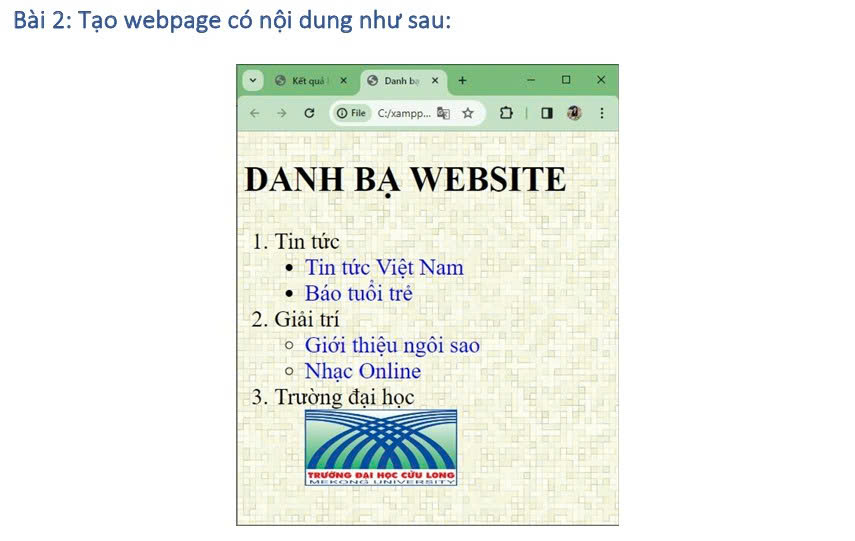 Bài 2: Tạo webpage có nội dung như sau:
Kết quả
Danh bạ
File
C:/xampp...
DANH BẠ WEBSITE
1. Tin tức
• Tin tức Việt Nam
• Báo tuổi trẻ
2. Giải trí
○ Giới thiệu ngôi sao
○ Nhạc Online
3. Trường đại học
TRƯỜNG ĐẠI HỌC CỬU LONG
MEKONG UNIVERSITY